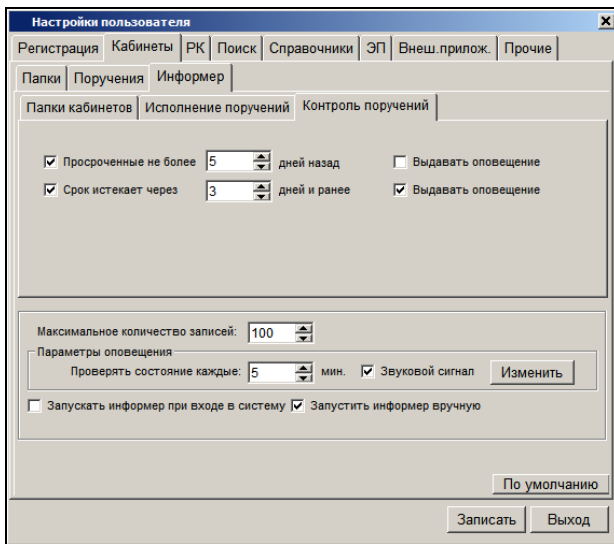 Настройки пользователя
Регистрация Кабинеты РК Поиск Справочники ЭП Внеш.прилож. Прочие
Папки Поручения Информер
Папки кабинетов Исполнение поручений Контроль поручений
Просроченные не более 5 дней назад Выдавать оповещение
Срок истекает через 3 дней и ранее Выдавать оповещение
Максимальное количество записей: 100
Параметры оповещения
Проверять состояние каждые: 5 мин. Звуковой сигнал Изменить
Запускать информер при входе в систему Запустить информер вручную
По умолчанию
Записать Выход